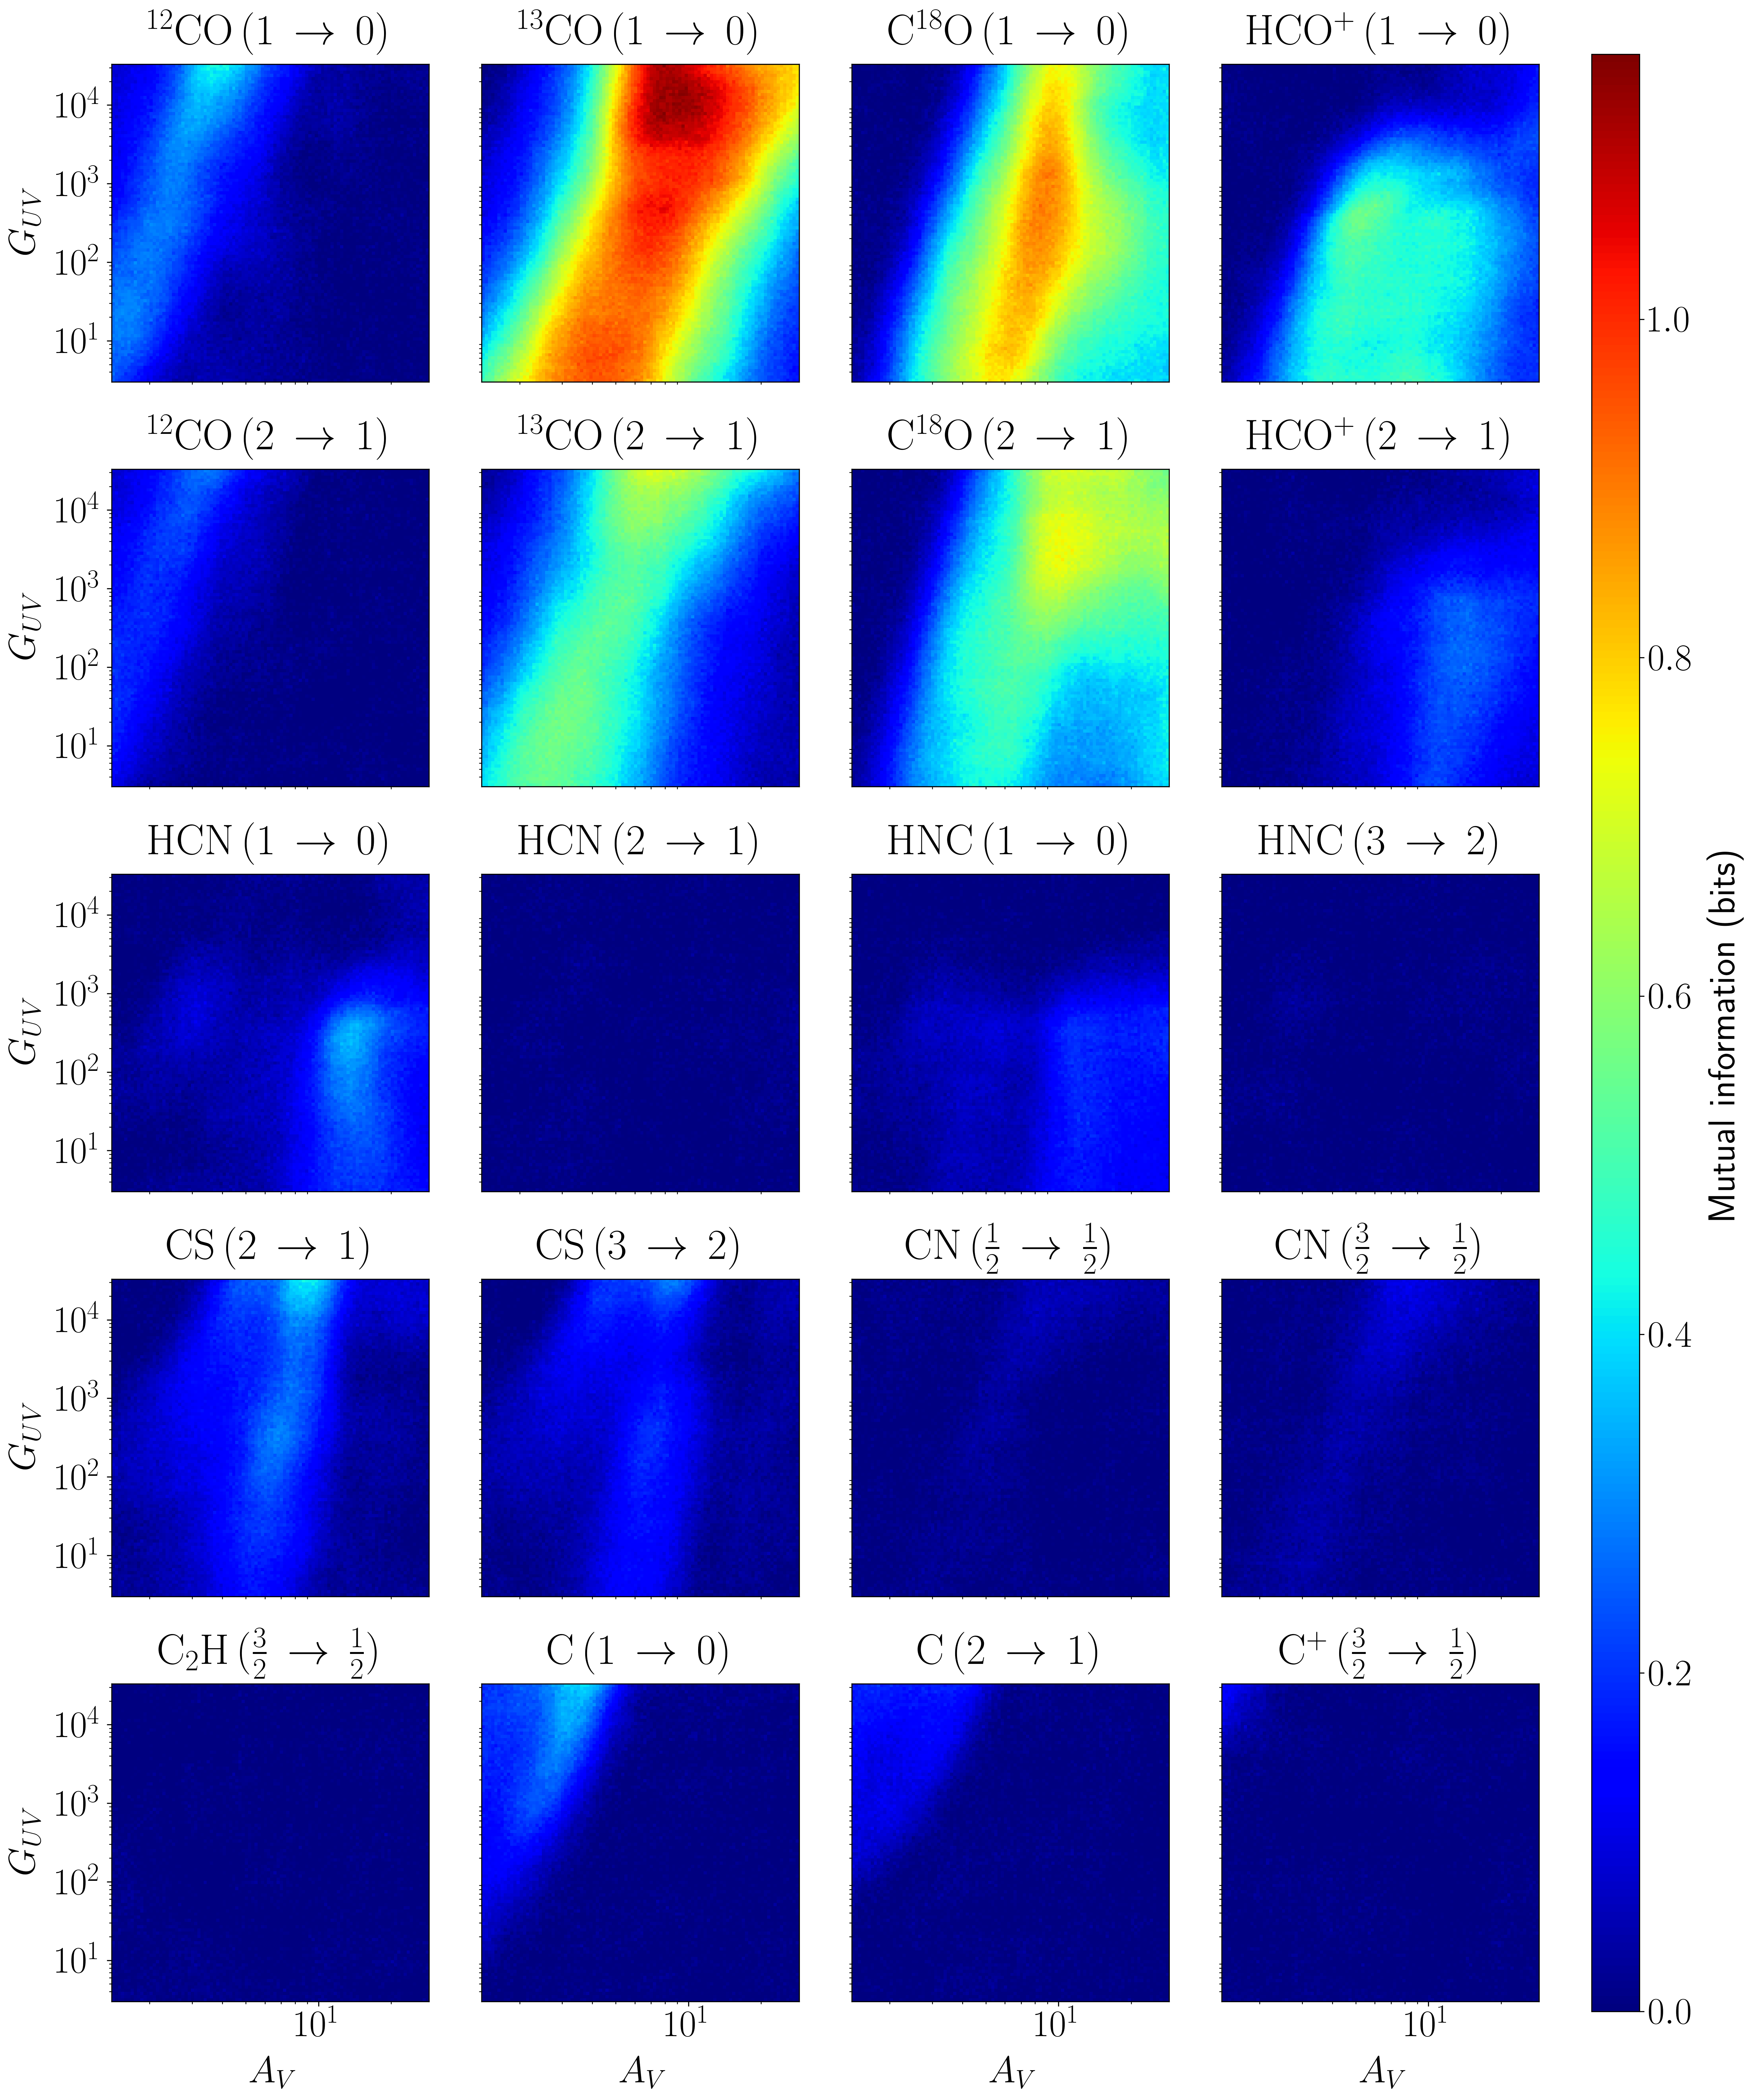 ¹²CO (1 → 0) ¹³CO (1 → 0) C¹⁸O (1 → 0) HCO⁺ (1 → 0)
10⁴
10³
10²
10¹
G_UV
¹²CO (2 → 1) ¹³CO (2 → 1) C¹⁸O (2 → 1) HCO⁺ (2 → 1)
10⁴
10³
10²
10¹
G_UV
HCN (1 → 0) HCN (2 → 1) HNC (1 → 0) HNC (3 → 2)
10⁴
10³
10²
10¹
G_UV
CS (2 → 1) CS (3 → 2) CN (1/2 → 1/2) CN (3/2 → 1/2)
10⁴
10³
10²
10¹
G_UV
C₂H (3/2 → 1/2) C (1 → 0) C (2 → 1) C⁺ (3/2 → 1/2)
10⁴
10³
10²
10¹
G_UV
10¹ 10¹ 10¹ 10¹
A_V A_V A_V A_V
1.0
0.8
0.6
0.4
0.2
0.0
Mutual information (bits)